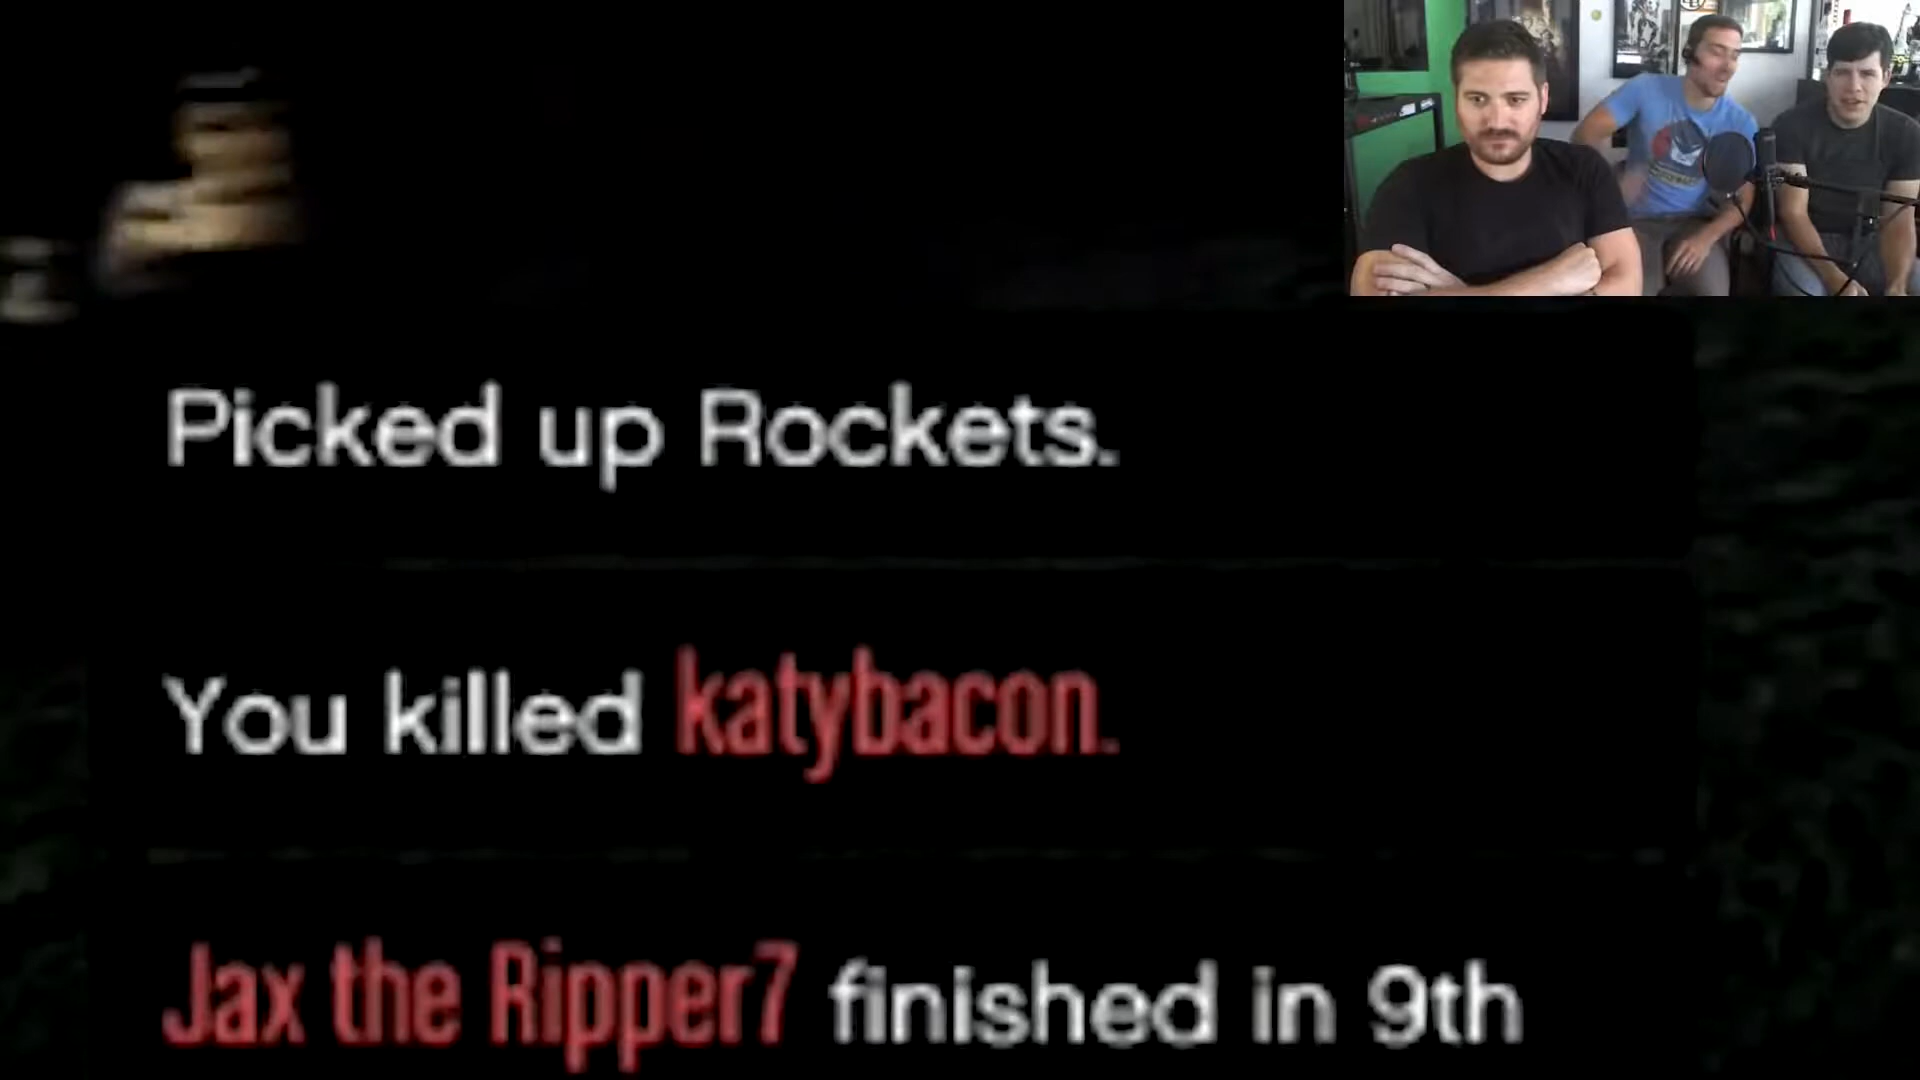 Picked up Rockets.
You killed katybacon.
Jax the Ripper7 finished in 9th